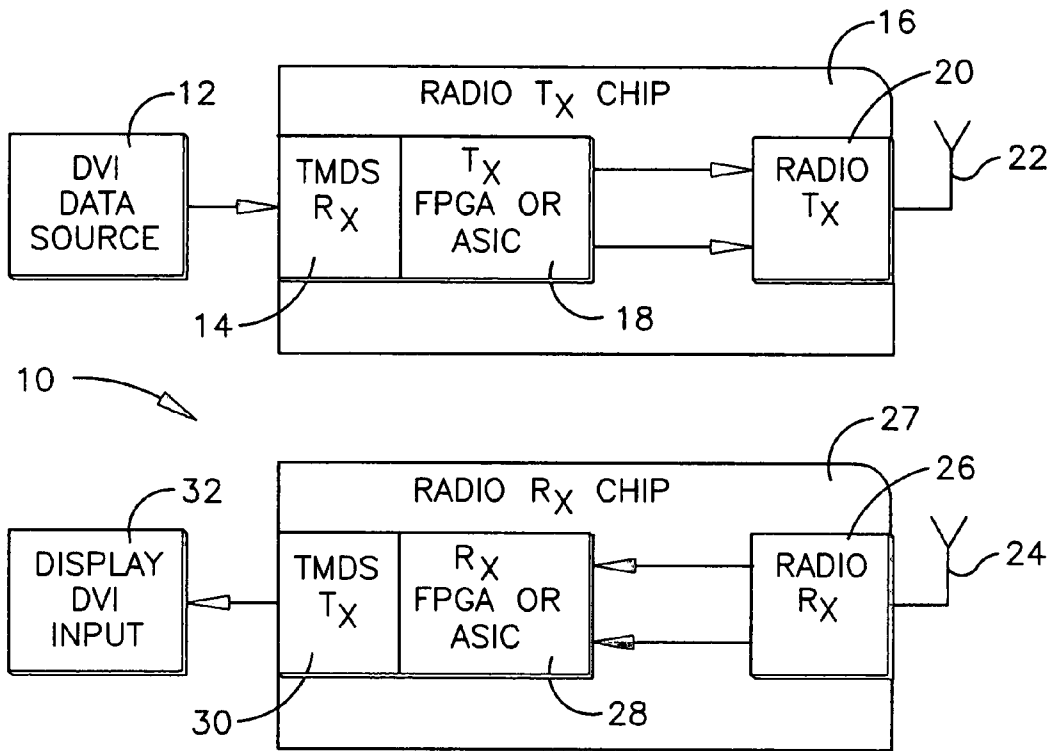 16
RADIO TX CHIP
20
12
DVI
DATA
SOURCE
TMDS
RX
TX
FPGA OR
ASIC
RADIO
TX
22
14
18
10
27
RADIO RX CHIP
26
32
DISPLAY
DVI
INPUT
TMDS
TX
RX
FPGA OR
ASIC
RADIO
RX
24
30
28